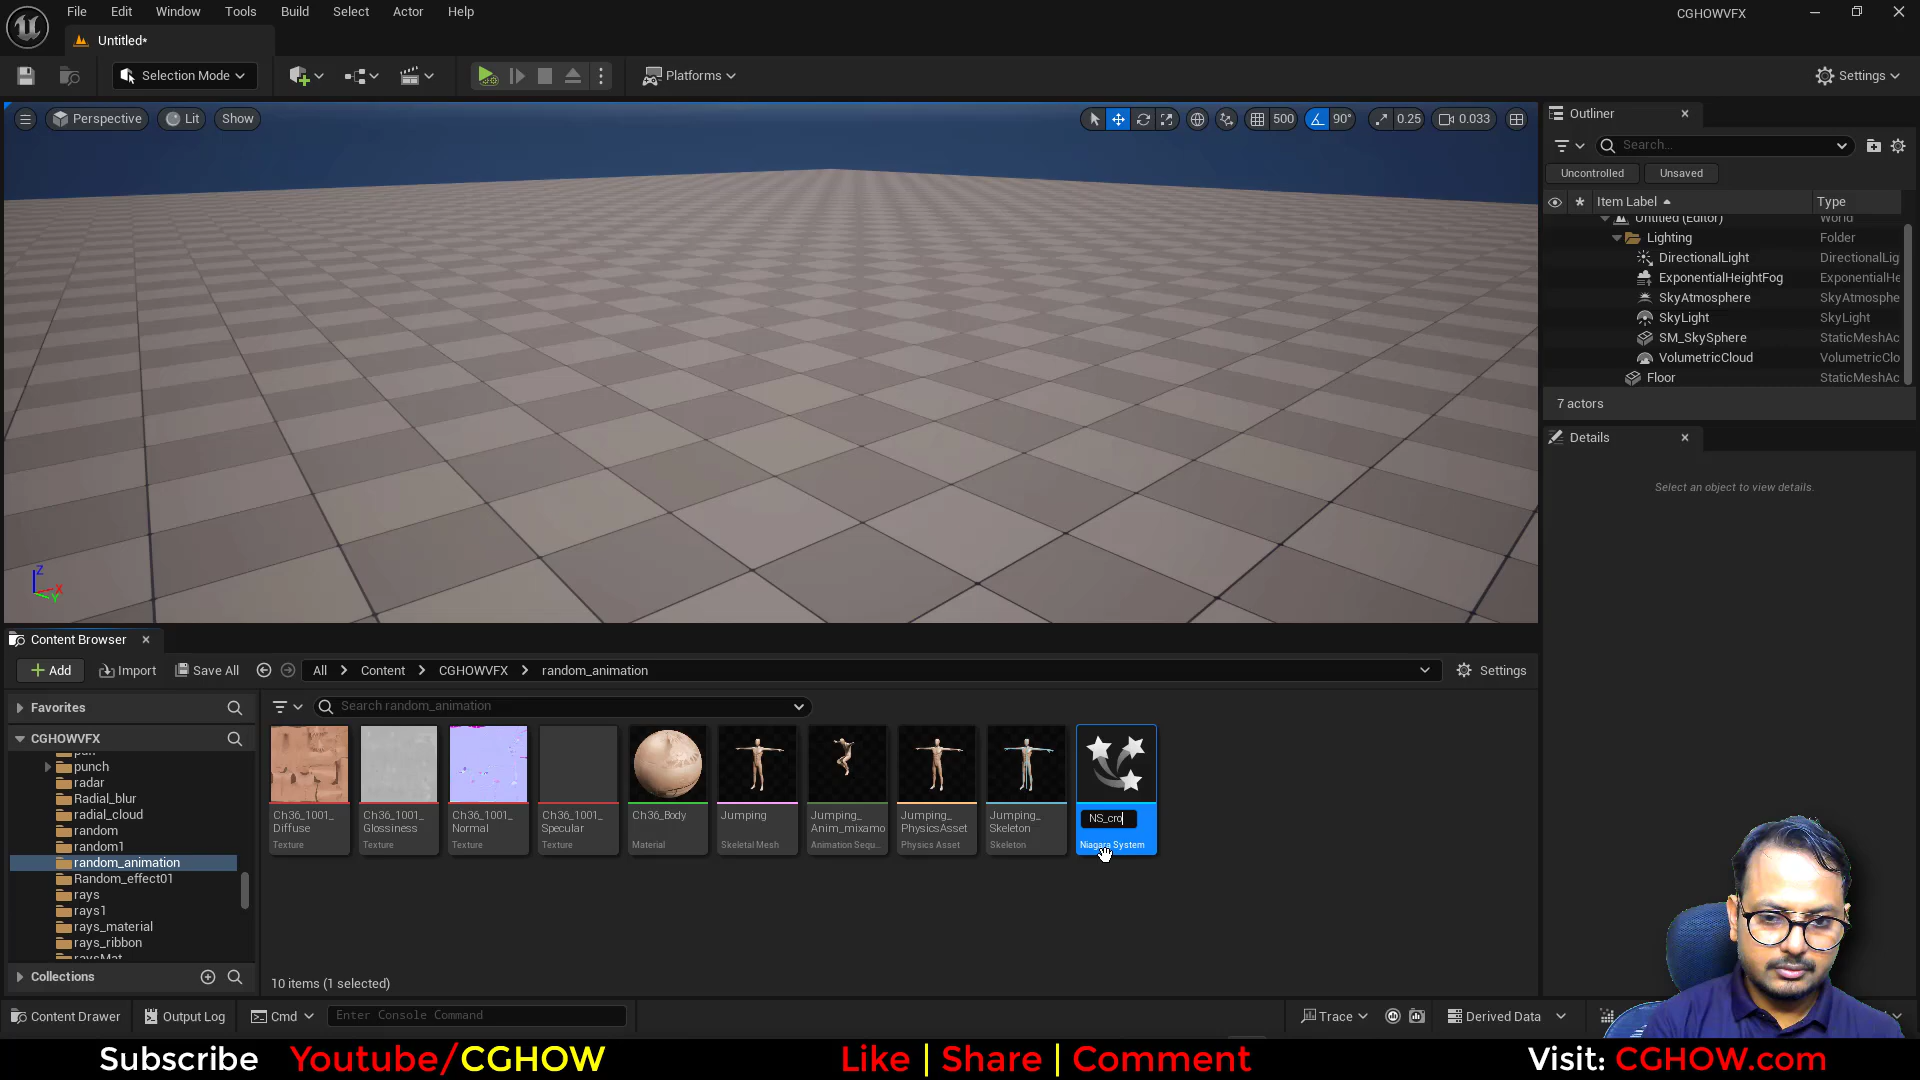 File Edit Window Tools Build Select Actor Help
CGHOWVFX
Untitled*
Selection Mode
Platforms
Settings
Perspective
Lit
Show
500
90°
0.25
0.033
Outliner
Search...
Uncontrolled
Unsaved
Item Label
Type
Untitled (Editor) World
Lighting Folder
DirectionalLight DirectionalLig
ExponentialHeightFog ExponentialHe
SkyAtmosphere SkyAtmosphe
SkyLight SkyLight
SM_SkySphere StaticMeshAc
VolumetricCloud VolumetricClo
Floor StaticMeshAc
7 actors
Details
Select an object to view details.
Z
X
Y
Content Browser
Add
Import
Save All
All
Content
CGHOWVFX
random_animation
Settings
Favorites
Search random_animation
CGHOWVFX
punch
radar
Radial_blur
radial_cloud
random
random1
random_animation
Random_effect01
rays
rays1
rays_material
rays_ribbon
raysMat
Collections
Ch36_1001_
Diffuse
Texture
Ch36_1001_
Glossiness
Texture
Ch36_1001_
Normal
Texture
Ch36_1001_
Specular
Texture
Ch36_Body
Material
Jumping
Skeletal Mesh
Jumping_
Anim_mixamo
Animation Sequ...
Jumping_
PhysicsAsset
Physics Asset
Jumping_
Skeleton
Skeleton
NS_cro
Niagara System
10 items (1 selected)
Content Drawer
Output Log
Cmd
Enter Console Command
Trace
Derived Data
Subscribe Youtube/CGHOW
Like | Share | Comment
Visit: CGHOW.com